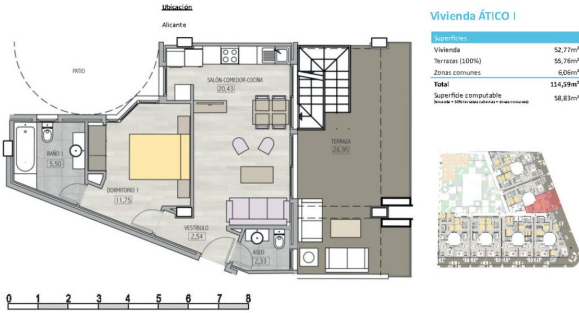 Ubicación
Alicante
PATIO
SALÓN-COMEDOR-COCINA
20,43
BAÑO 1
5,50
DORMITORIO 1
11,75
VESTÍBULO
2,54
ASEO
2,33
TERRAZA
26,95
0 1 2 3 4 5 6 7 8
Vivienda ÁTICO I
Superficies
Vivienda 52,77m²
Terrazas (100%) 55,76m²
Zonas comunes 6,06m²
Total 114,59m²
Superficie computable 58,83m²